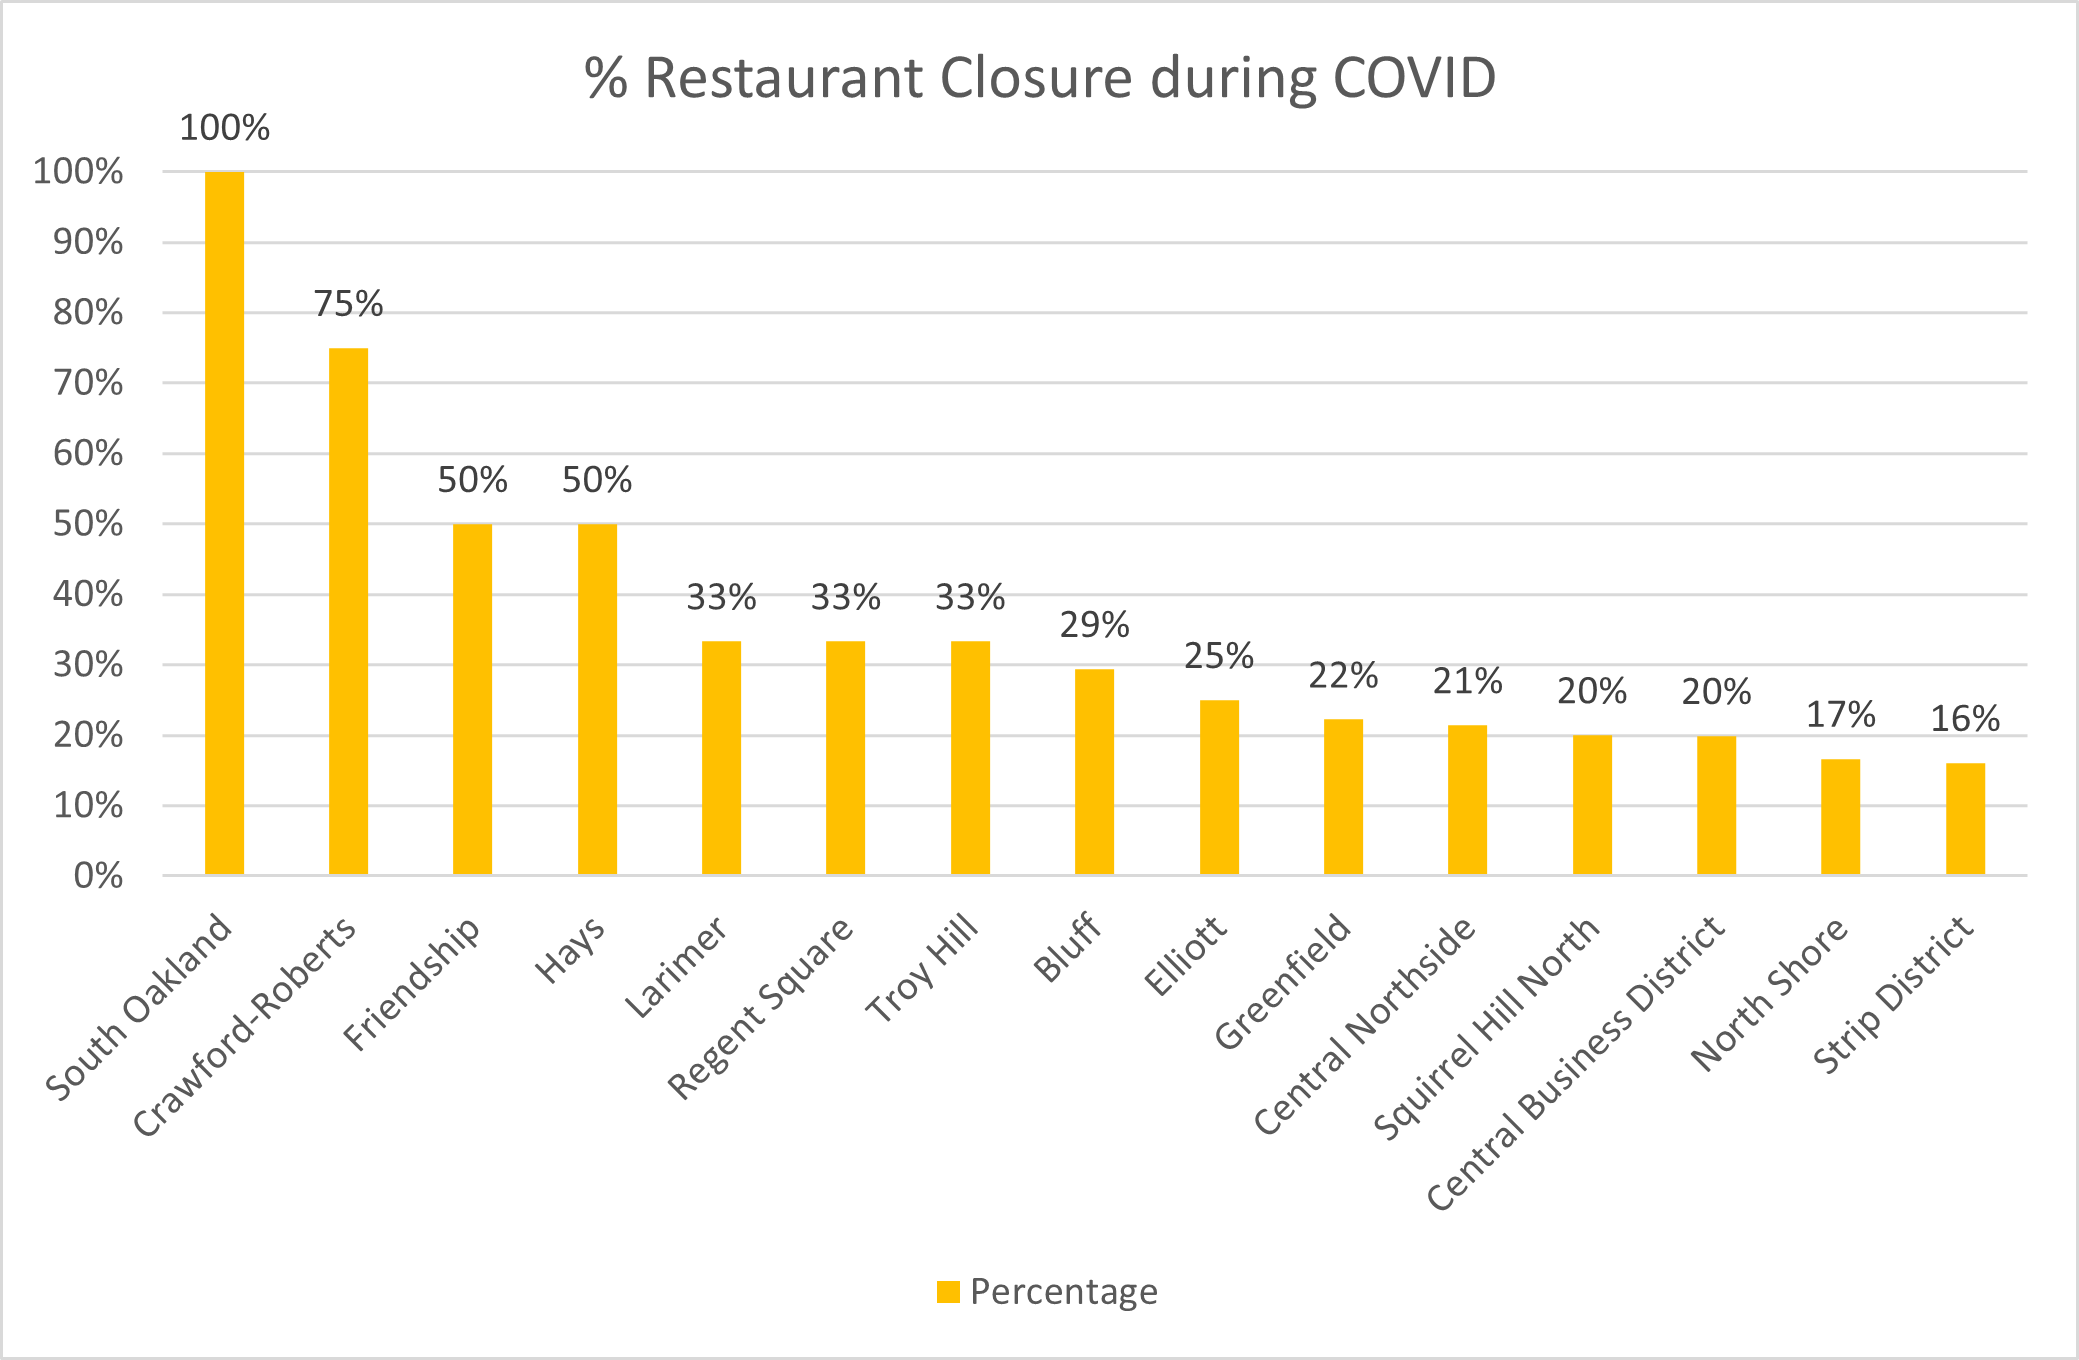 % Restaurant Closure during COVID
100%
75%
50%
50%
33%
33%
33%
29%
25%
22%
21%
20%
20%
17%
16%
100%
90%
80%
70%
60%
50%
40%
30%
20%
10%
0%
South Oakland
Crawford-Roberts
Friendship
Hays
Larimer
Regent Square
Troy Hill
Bluff
Elliott
Greenfield
Central Northside
Squirrel Hill North
Central Business District
North Shore
Strip District
Percentage